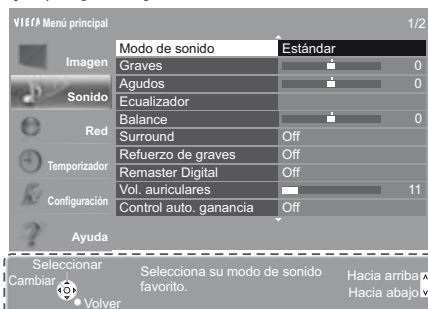 VIERA Menú principal 1/2
Imagen
Sonido
Red
Temporizador
Configuración
Ayuda
Modo de sonido Estándar
Graves 0
Agudos 0
Ecualizador
Balance 0
Surround Off
Refuerzo de graves Off
Remaster Digital Off
Vol. auriculares 11
Control auto. ganancia Off
Seleccionar
Cambiar
Volver
Selecciona su modo de sonido
favorito.
Hacia arriba
Hacia abajo